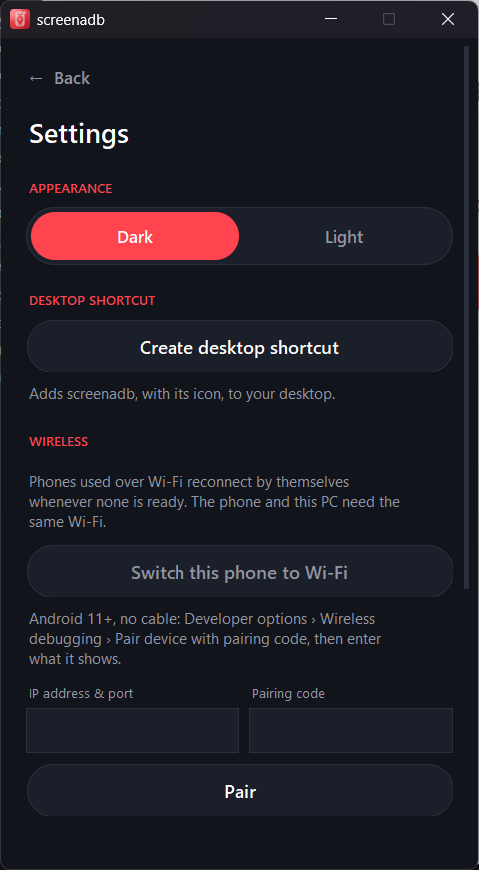 screenadb
← Back
Settings
APPEARANCE
Dark
Light
DESKTOP SHORTCUT
Create desktop shortcut
Adds screenadb, with its icon, to your desktop.
WIRELESS
Phones used over Wi-Fi reconnect by themselves
whenever none is ready. The phone and this PC need the
same Wi-Fi.
Switch this phone to Wi-Fi
Android 11+, no cable: Developer options › Wireless
debugging › Pair device with pairing code, then enter
what it shows.
IP address & port
Pairing code
Pair